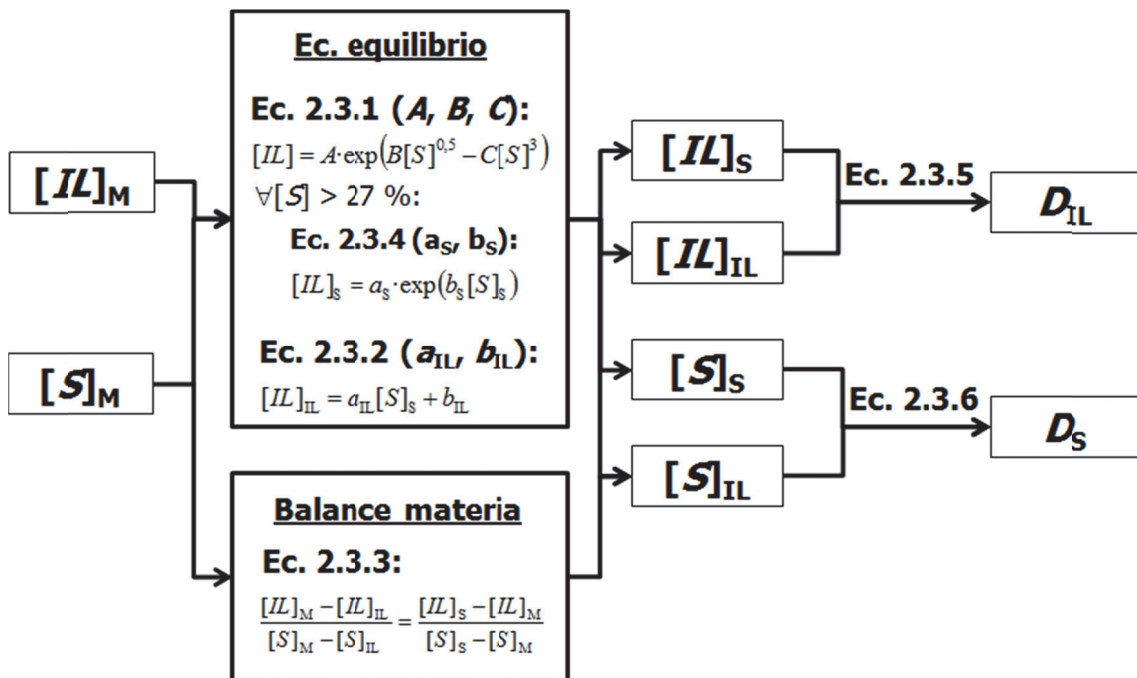 [IL]M
[S]M
Ec. equilibrio
Ec. 2.3.1 (A, B, C):
[IL] = A·exp(B[S]^0,5 − C[S]^3)
∀[S] > 27 %:
Ec. 2.3.4 (aS, bS):
[IL]S = aS·exp(bS[S]S)
Ec. 2.3.2 (aIL, bIL):
[IL]IL = aIL[S]S + bIL
Balance materia
Ec. 2.3.3:
[IL]M − [IL]IL / [S]M − [S]IL = [IL]S − [IL]M / [S]S − [S]M
[IL]S
[IL]IL
[S]S
[S]IL
Ec. 2.3.5
Ec. 2.3.6
DIL
DS